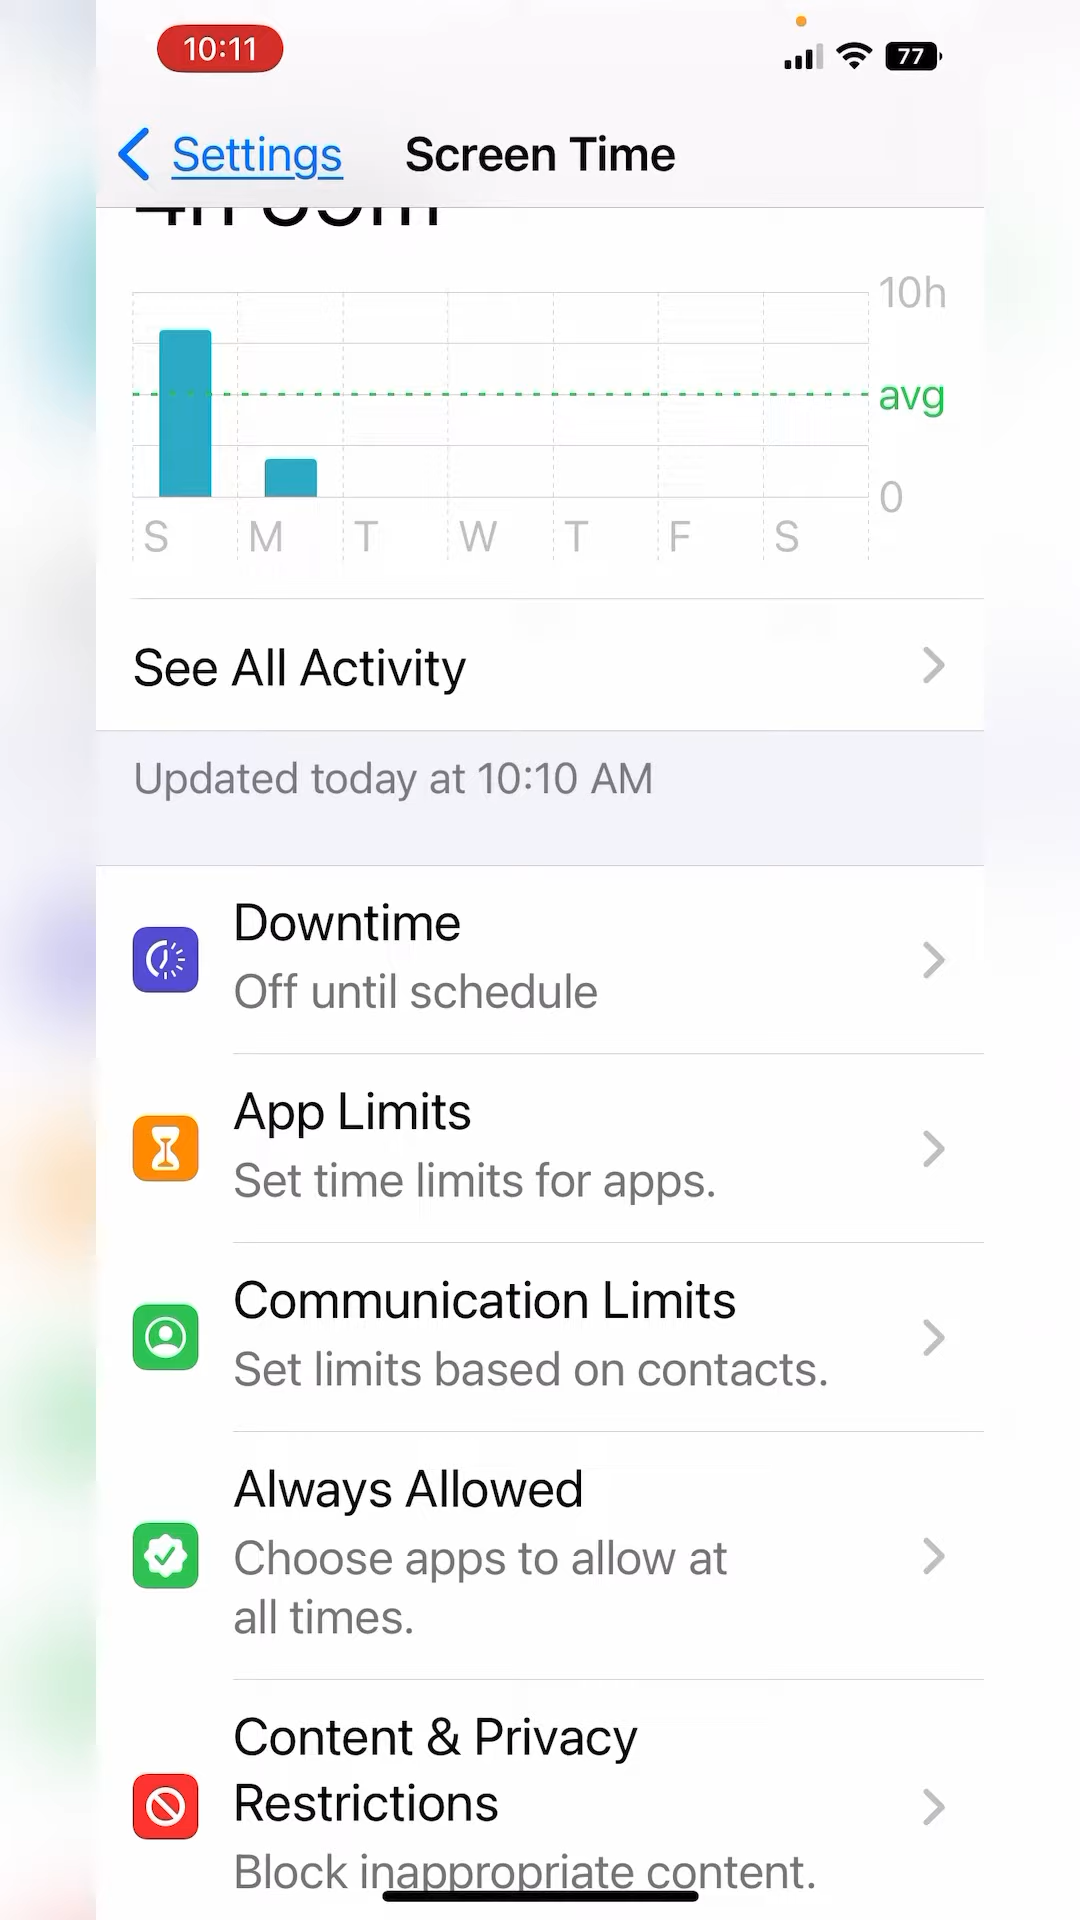 10:11
77
Settings
Screen Time
10h
avg
0
S M T W T F S
See All Activity
Updated today at 10:10 AM
Downtime
Off until schedule
App Limits
Set time limits for apps.
Communication Limits
Set limits based on contacts.
Always Allowed
Choose apps to allow at
all times.
Content & Privacy
Restrictions
Block inappropriate content.